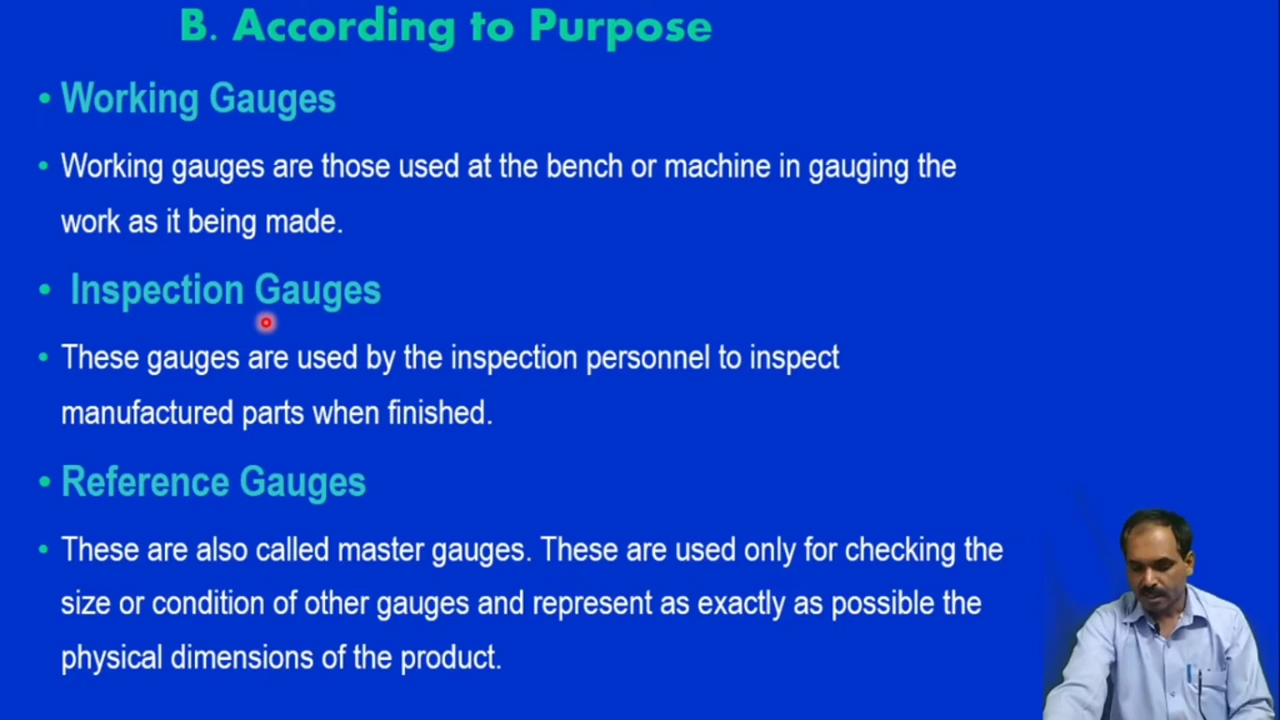 B. According to Purpose
• Working Gauges
• Working gauges are those used at the bench or machine in gauging the
work as it being made.
• Inspection Gauges
• These gauges are used by the inspection personnel to inspect
manufactured parts when finished.
• Reference Gauges
• These are also called master gauges. These are used only for checking the
size or condition of other gauges and represent as exactly as possible the
physical dimensions of the product.